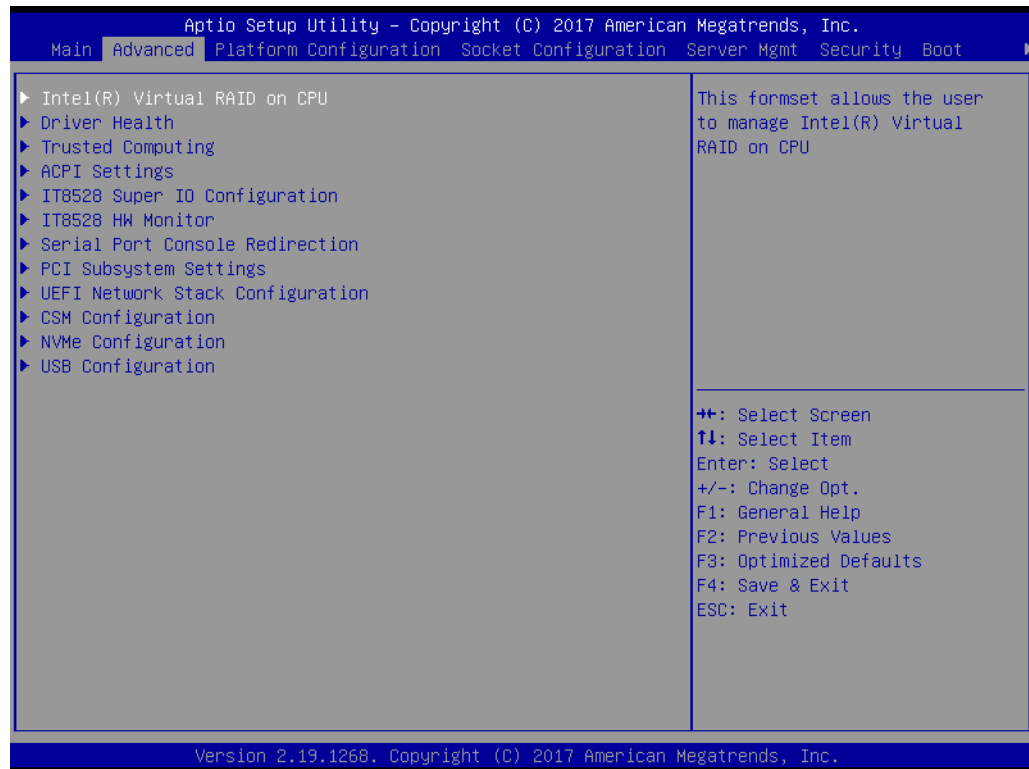 Aptio Setup Utility – Copyright (C) 2017 American Megatrends, Inc.
Main Advanced Platform Configuration Socket Configuration Server Mgmt Security Boot
Intel(R) Virtual RAID on CPU
Driver Health
Trusted Computing
ACPI Settings
IT8528 Super IO Configuration
IT8528 HW Monitor
Serial Port Console Redirection
PCI Subsystem Settings
UEFI Network Stack Configuration
CSM Configuration
NVMe Configuration
USB Configuration
This formset allows the user
to manage Intel(R) Virtual
RAID on CPU
→←: Select Screen
↑↓: Select Item
Enter: Select
+/-: Change Opt.
F1: General Help
F2: Previous Values
F3: Optimized Defaults
F4: Save & Exit
ESC: Exit
Version 2.19.1268. Copyright (C) 2017 American Megatrends, Inc.